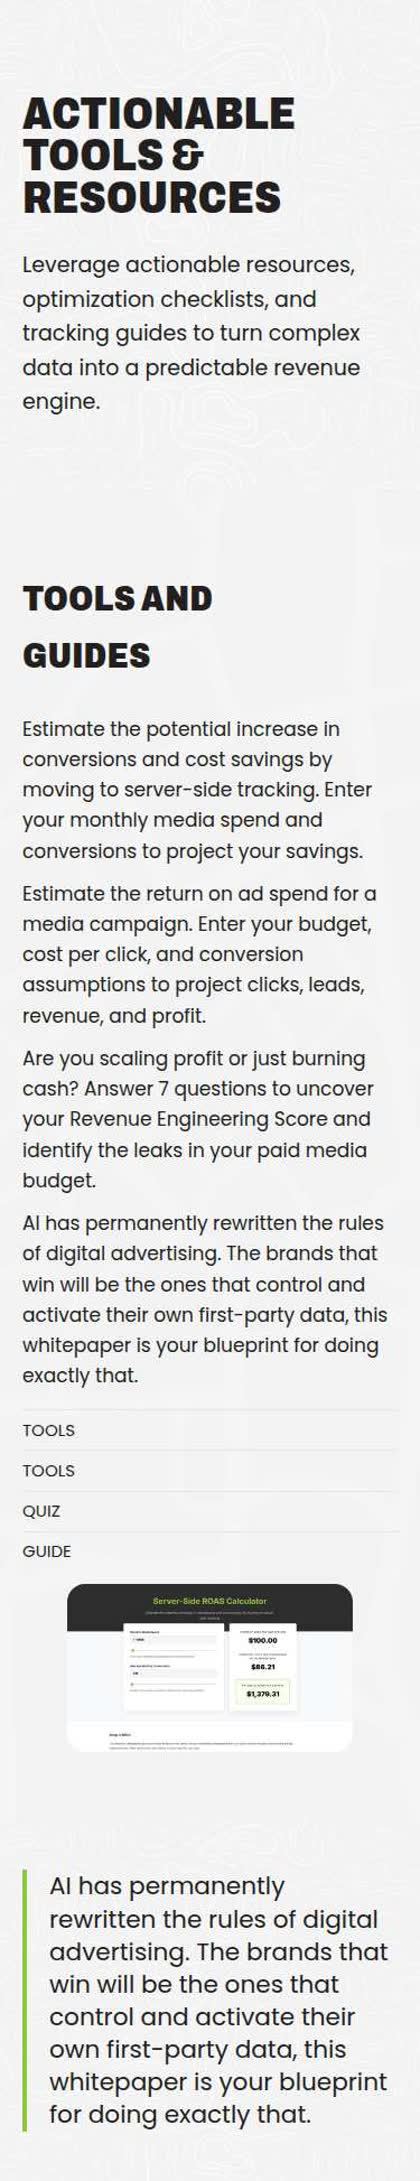 ACTIONABLE
TOOLS &
RESOURCES
Leverage actionable resources,
optimization checklists, and
tracking guides to turn complex
data into a predictable revenue
engine.
TOOLS AND
GUIDES
Estimate the potential increase in
conversions and cost savings by
moving to server-side tracking. Enter
your monthly media spend and
conversions to project your savings.
Estimate the return on ad spend for a
media campaign. Enter your budget,
cost per click, and conversion
assumptions to project clicks, leads,
revenue, and profit.
Are you scaling profit or just burning
cash? Answer 7 questions to uncover
your Revenue Engineering Score and
identify the leaks in your paid media
budget.
AI has permanently rewritten the rules
of digital advertising. The brands that
win will be the ones that control and
activate their own first-party data, this
whitepaper is your blueprint for doing
exactly that.
TOOLS
TOOLS
QUIZ
GUIDE
Server-Side ROAS Calculator
$100.00
$86.21
$1,379.31
AI has permanently
rewritten the rules of digital
advertising. The brands that
win will be the ones that
control and activate their
own first-party data, this
whitepaper is your blueprint
for doing exactly that.